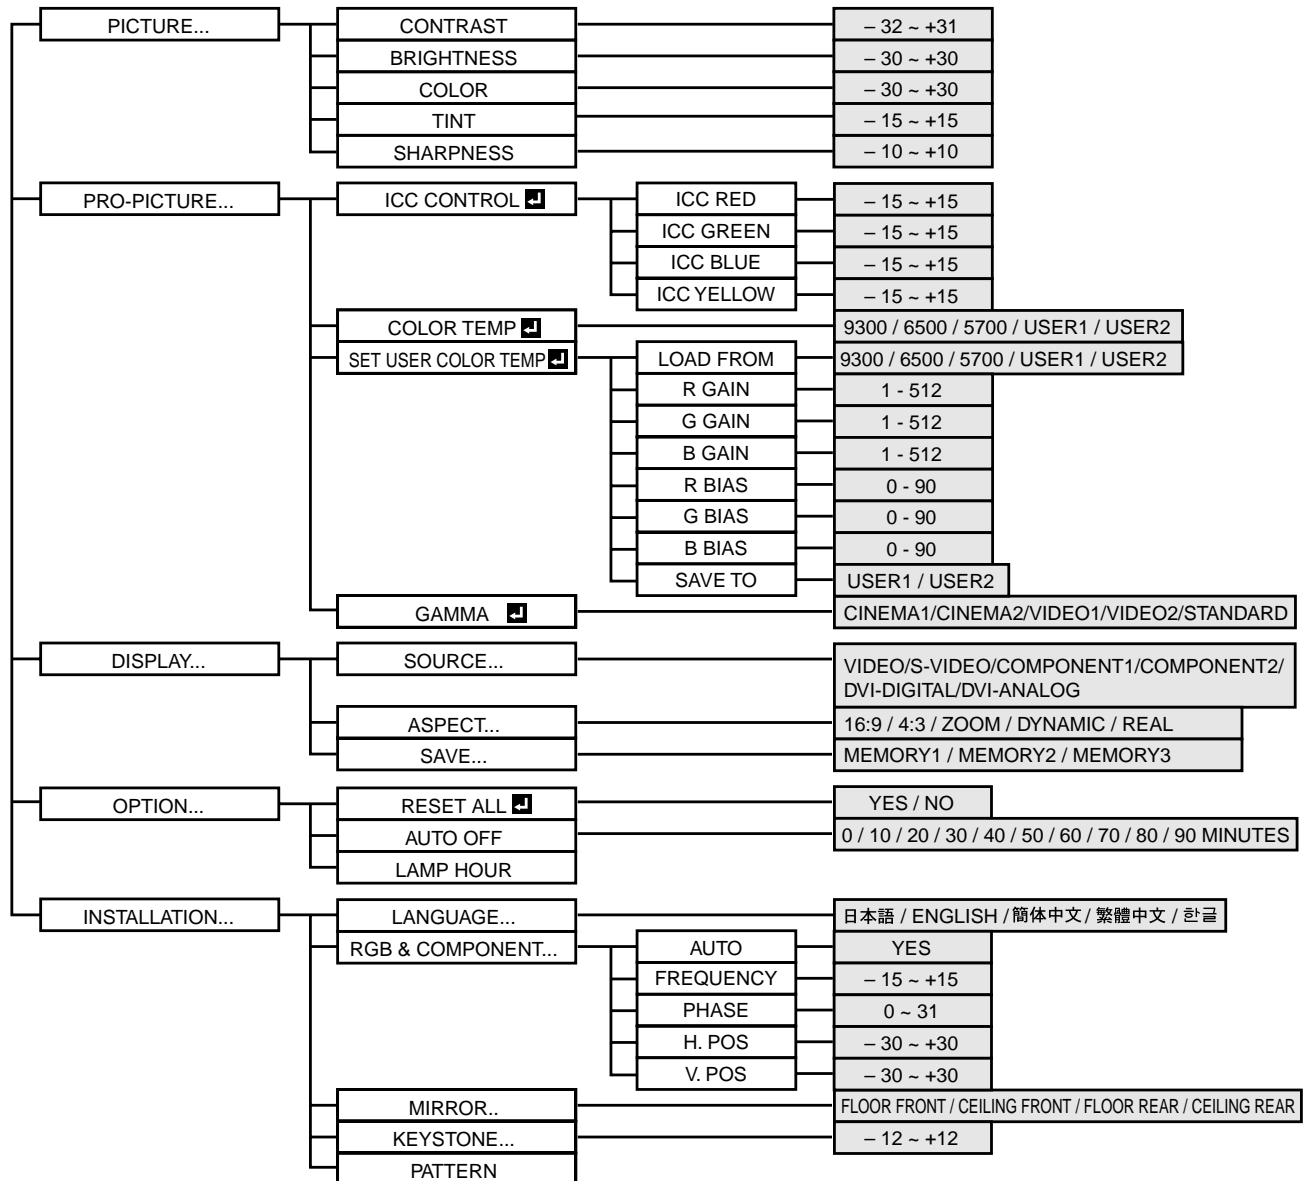 PICTURE... CONTRAST – 32 ~ +31
BRIGHTNESS – 30 ~ +30
COLOR – 30 ~ +30
TINT – 15 ~ +15
SHARPNESS – 10 ~ +10
PRO-PICTURE... ICC CONTROL ICC RED – 15 ~ +15
ICC GREEN – 15 ~ +15
ICC BLUE – 15 ~ +15
ICC YELLOW – 15 ~ +15
COLOR TEMP 9300 / 6500 / 5700 / USER1 / USER2
SET USER COLOR TEMP LOAD FROM 9300 / 6500 / 5700 / USER1 / USER2
R GAIN 1 - 512
G GAIN 1 - 512
B GAIN 1 - 512
R BIAS 0 - 90
G BIAS 0 - 90
B BIAS 0 - 90
SAVE TO USER1 / USER2
GAMMA CINEMA1/CINEMA2/VIDEO1/VIDEO2/STANDARD
DISPLAY... SOURCE... VIDEO/S-VIDEO/COMPONENT1/COMPONENT2/
DVI-DIGITAL/DVI-ANALOG
ASPECT... 16:9 / 4:3 / ZOOM / DYNAMIC / REAL
SAVE... MEMORY1 / MEMORY2 / MEMORY3
OPTION... RESET ALL YES / NO
AUTO OFF 0 / 10 / 20 / 30 / 40 / 50 / 60 / 70 / 80 / 90 MINUTES
LAMP HOUR
INSTALLATION... LANGUAGE... 日本語 / ENGLISH / 簡体中文 / 繁體中文 / 한글
RGB & COMPONENT... AUTO YES
FREQUENCY – 15 ~ +15
PHASE 0 ~ 31
H. POS – 30 ~ +30
V. POS – 30 ~ +30
MIRROR.. FLOOR FRONT / CEILING FRONT / FLOOR REAR / CEILING REAR
KEYSTONE... – 12 ~ +12
PATTERN